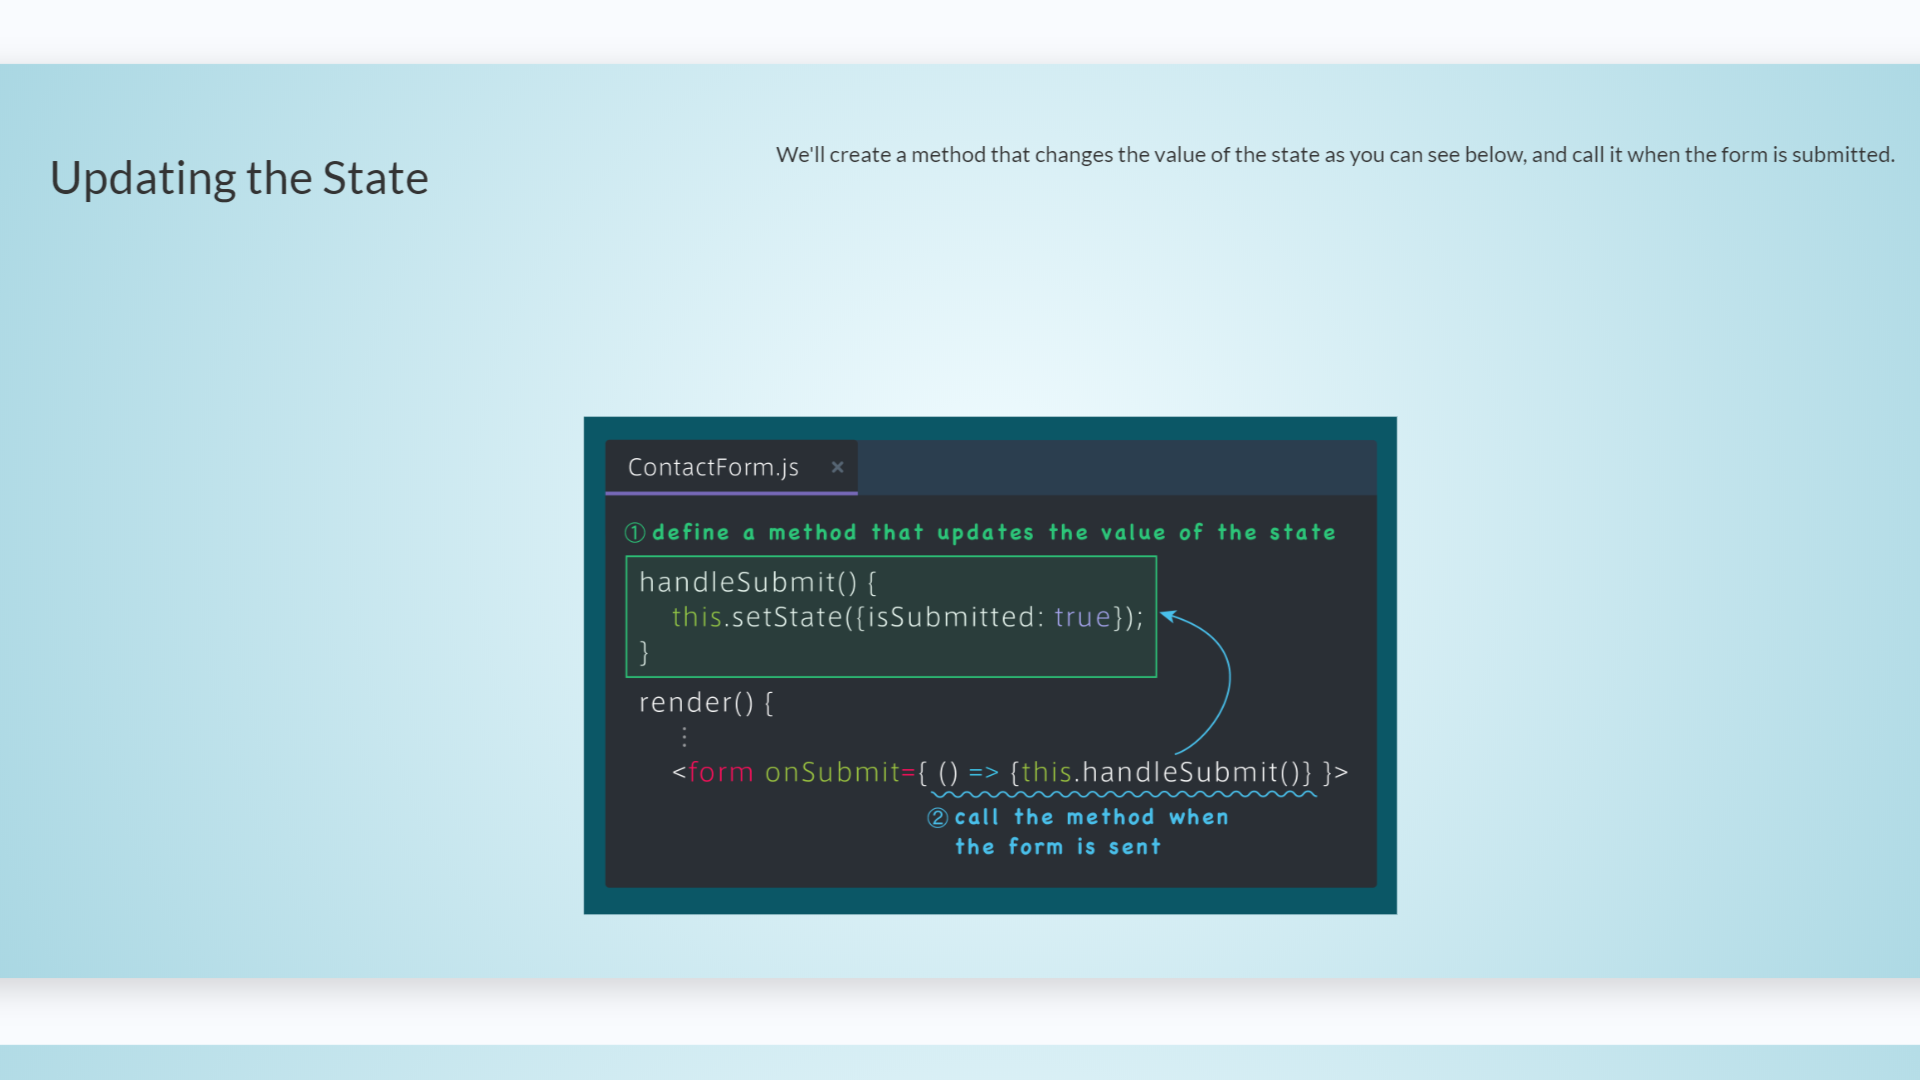 Updating the State
We'll create a method that changes the value of the state as you can see below, and call it when the form is submitted.
ContactForm.js ×
① define a method that updates the value of the state
handleSubmit() {
this.setState({isSubmitted: true});
}
render() {
⋮
<form onSubmit={ () => {this.handleSubmit()} }>
② call the method when
the form is sent